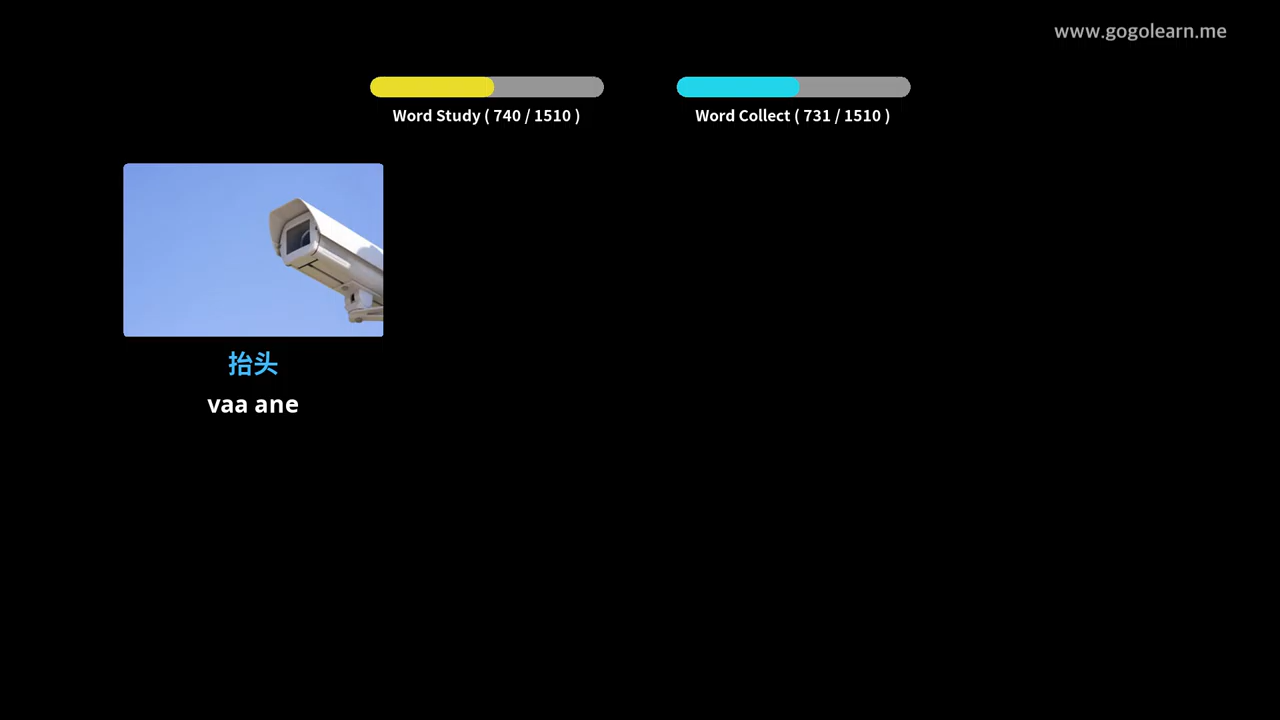 www.gogolearn.me
Word Study ( 740 / 1510 )
Word Collect ( 731 / 1510 )
抬头
vaa ane